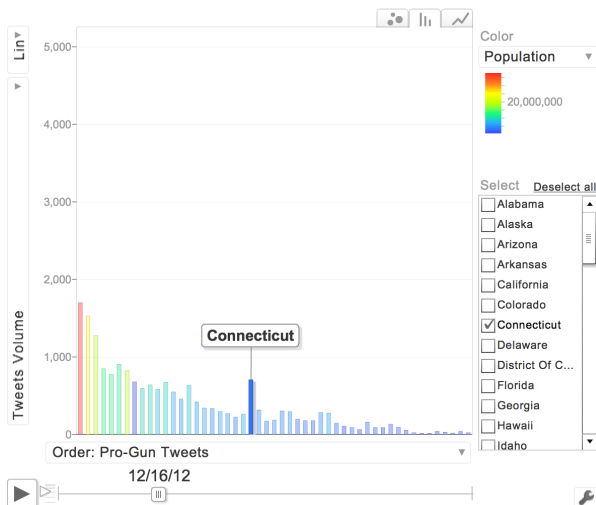 Lin
Color
Population
5,000
20,000,000
4,000
3,000
Select Deselect all
Alabama
Alaska
Arizona
Arkansas
California
Colorado
Connecticut
Delaware
District Of C...
Florida
Georgia
Hawaii
Idaho
2,000
Connecticut
1,000
0
Tweets Volume
Order: Pro-Gun Tweets
12/16/12